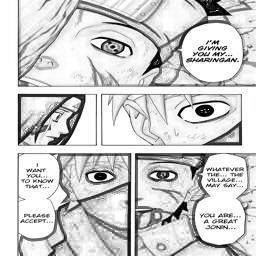 I'M
GIVING
YOU MY...
SHARINGAN.
WHATEVER
THE... THE
VILLAGE...
MAY SAY...
YOU ARE...
A GREAT
JONIN...
I WANT
YOU...
TO KNOW
THAT...
PLEASE
ACCEPT...